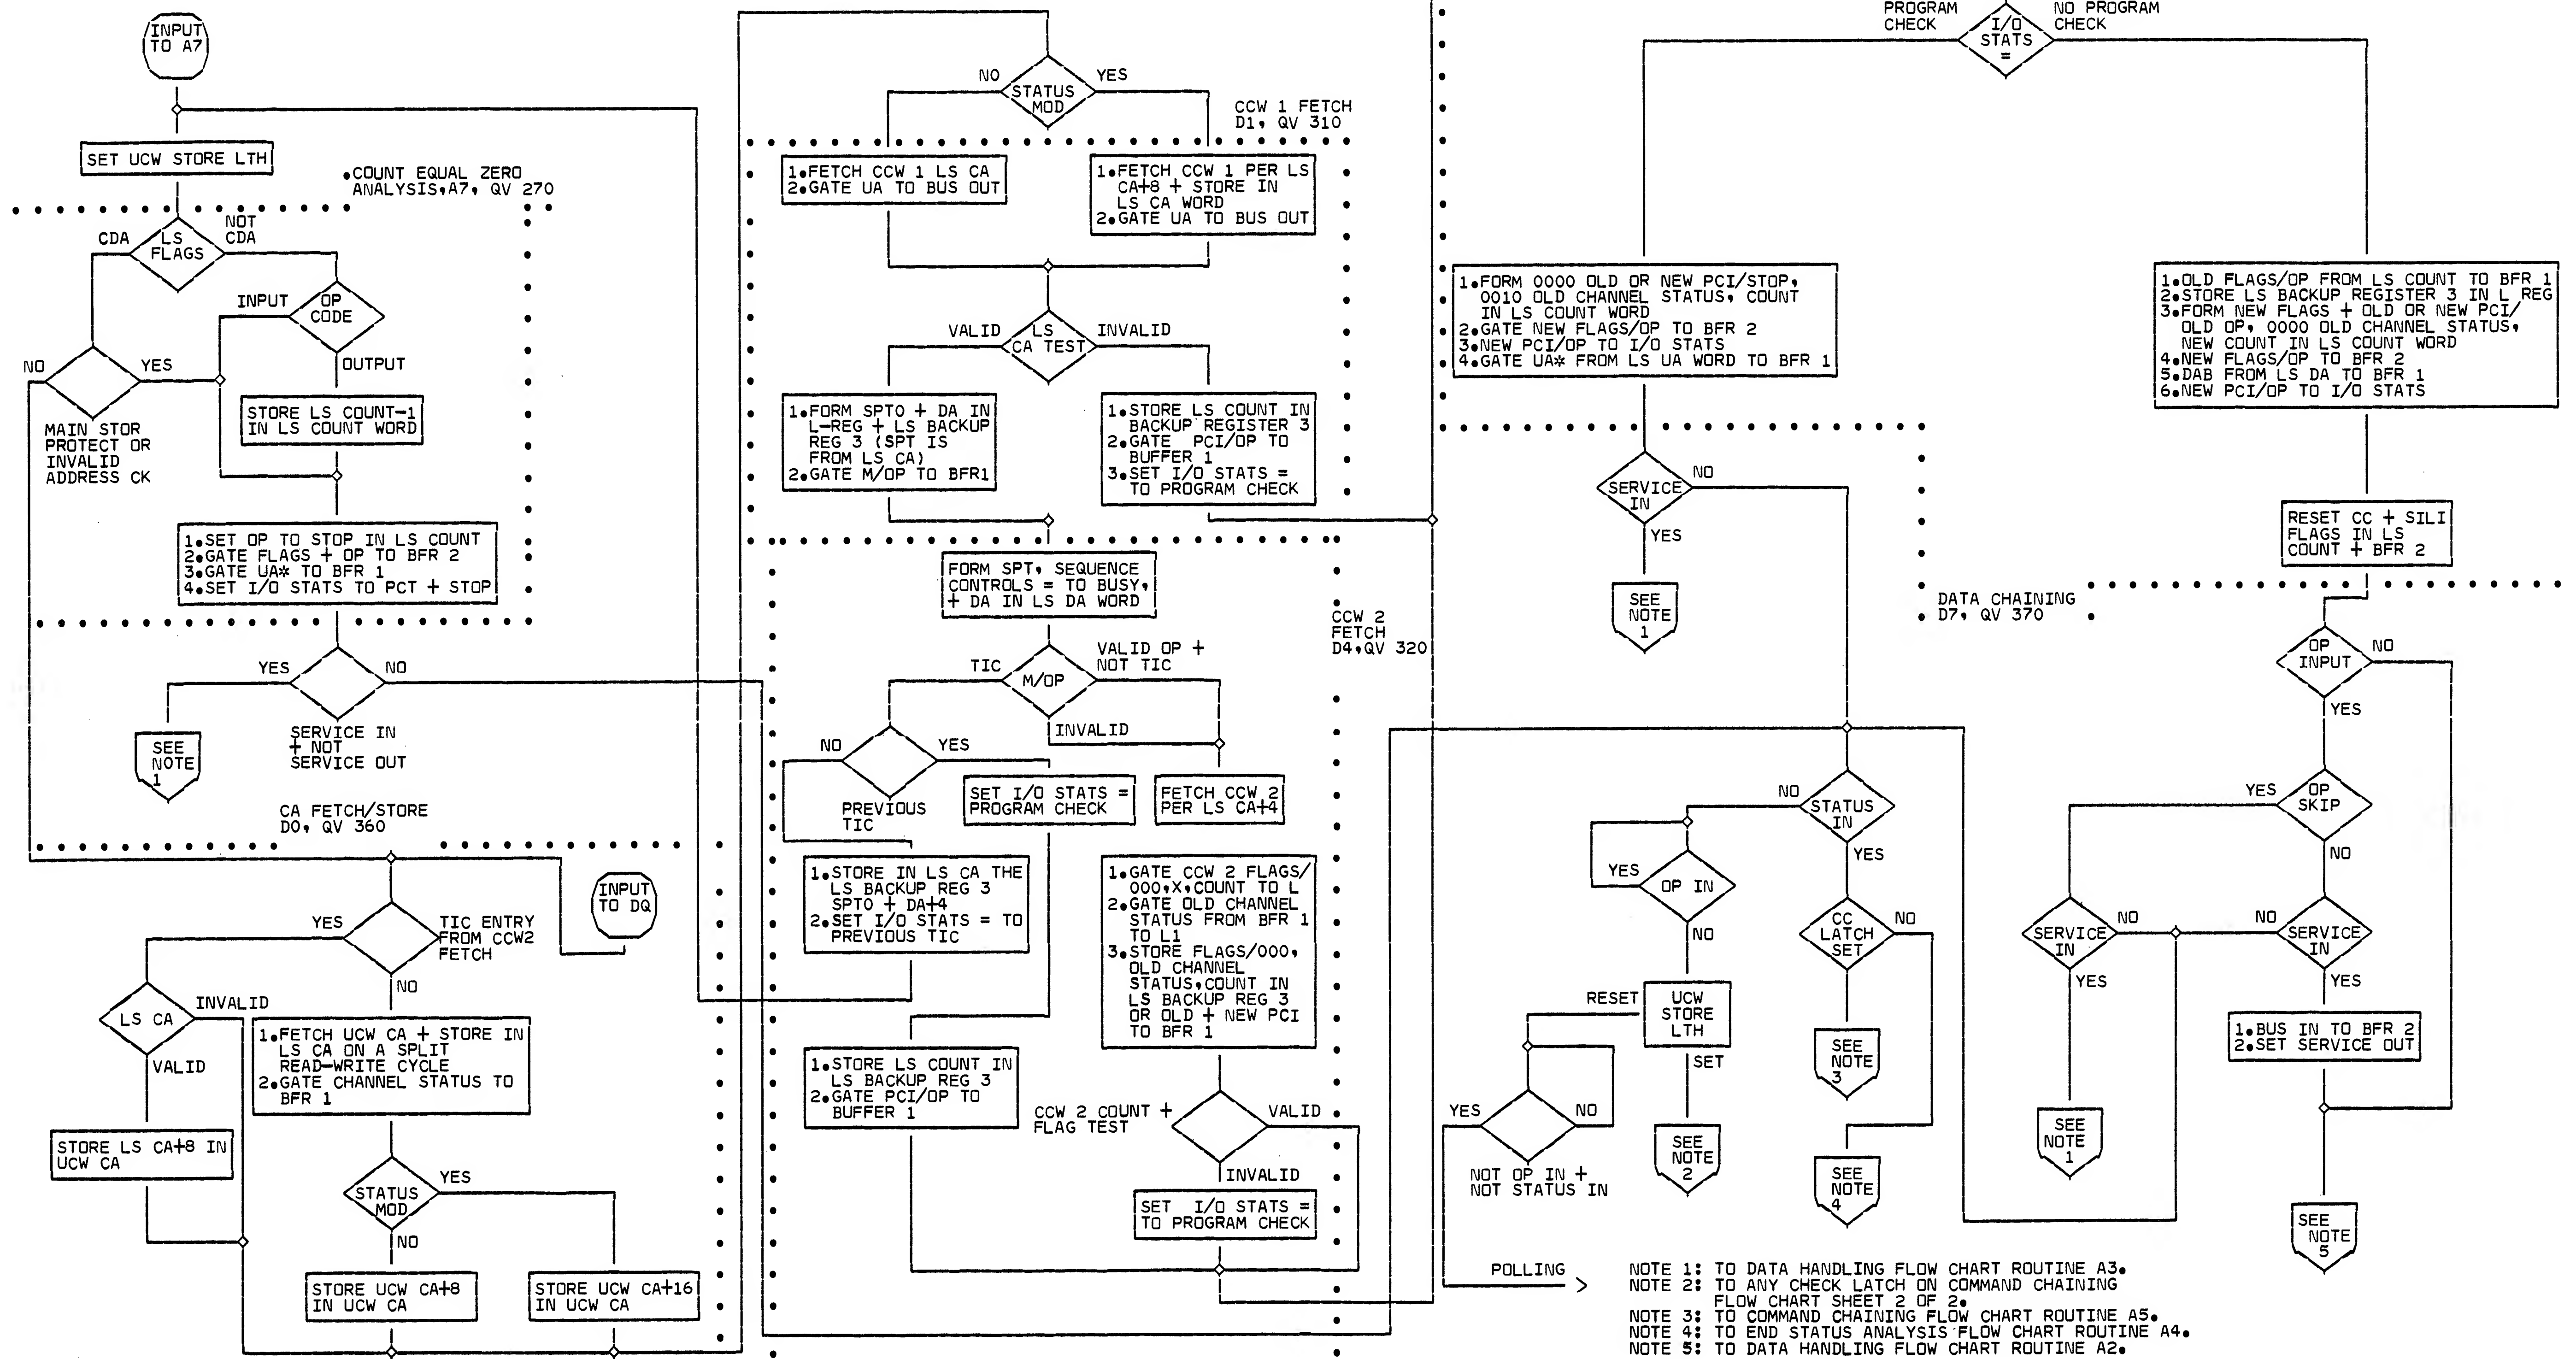 INPUT
TO A7
SET UCW STORE LTH
•COUNT EQUAL ZERO
ANALYSIS,A7, QV 270
CDA
LS
FLAGS
NOT
CDA
INPUT
OP
CODE
OUTPUT
NO
YES
MAIN STOR
PROTECT OR
INVALID
ADDRESS CK
STORE LS COUNT-1
IN LS COUNT WORD
1.SET OP TO STOP IN LS COUNT
2.GATE FLAGS + OP TO BFR 2
3.GATE UA* TO BFR 1
4.SET I/O STATS TO PCT + STOP
YES
NO
SERVICE IN
+ NOT
SERVICE OUT
SEE
NOTE
1
CA FETCH/STORE
D0, QV 360
INPUT
TO DQ
YES
TIC ENTRY
FROM CCW2
FETCH
NO
LS CA
INVALID
VALID
1.FETCH UCW CA + STORE IN
LS CA ON A SPLIT
READ-WRITE CYCLE
2.GATE CHANNEL STATUS TO
BFR 1
STORE LS CA+8 IN
UCW CA
STATUS
MOD
YES
NO
STORE UCW CA+8
IN UCW CA
STORE UCW CA+16
IN UCW CA
NO
STATUS
MOD
YES
CCW 1 FETCH
D1, QV 310
1.FETCH CCW 1 LS CA
2.GATE UA TO BUS OUT
1.FETCH CCW 1 PER LS
CA+8 + STORE IN
LS CA WORD
2.GATE UA TO BUS OUT
VALID
LS
CA TEST
INVALID
1.FORM SPTO + DA IN
L-REG + LS BACKUP
REG 3 (SPT IS
FROM LS CA)
2.GATE M/OP TO BFR1
1.STORE LS COUNT IN
BACKUP REGISTER 3
2.GATE PCI/OP TO
BUFFER 1
3.SET I/O STATS =
TO PROGRAM CHECK
FORM SPT, SEQUENCE
CONTROLS = TO BUSY,
+ DA IN LS DA WORD
CCW 2
FETCH
D4,QV 320
TIC
M/OP
VALID OP +
NOT TIC
INVALID
NO
YES
PREVIOUS
TIC
SET I/O STATS =
PROGRAM CHECK
FETCH CCW 2
PER LS CA+4
1.STORE IN LS CA THE
LS BACKUP REG 3
SPTO + DA+4
2.SET I/O STATS = TO
PREVIOUS TIC
1.GATE CCW 2 FLAGS/
000,X,COUNT TO L
2.GATE OLD CHANNEL
STATUS FROM BFR 1
TO L1
3.STORE FLAGS/000,
OLD CHANNEL
STATUS,COUNT IN
LS BACKUP REG 3
OR OLD + NEW PCI
TO BFR 1
1.STORE LS COUNT IN
LS BACKUP REG 3
2.GATE PCI/OP TO
BUFFER 1
CCW 2 COUNT +
FLAG TEST
VALID
INVALID
SET I/O STATS =
TO PROGRAM CHECK
PROGRAM
CHECK
I/O
STATS
=
NO PROGRAM
CHECK
1.FORM 0000 OLD OR NEW PCI/STOP,
0010 OLD CHANNEL STATUS, COUNT
IN LS COUNT WORD
2.GATE NEW FLAGS/OP TO BFR 2
3.NEW PCI/OP TO I/O STATS
4.GATE UA* FROM LS UA WORD TO BFR 1
1.OLD FLAGS/OP FROM LS COUNT TO BFR 1
2.STORE LS BACKUP REGISTER 3 IN L REG
3.FORM NEW FLAGS + OLD OR NEW PCI/
OLD OP, 0000 OLD CHANNEL STATUS,
NEW COUNT IN LS COUNT WORD
4.NEW FLAGS/OP TO BFR 2
5.DAB FROM LS DA TO BFR 1
6.NEW PCI/OP TO I/O STATS
SERVICE
IN
NO
YES
SEE
NOTE
1
RESET CC + SILI
FLAGS IN LS
COUNT + BFR 2
DATA CHAINING
D7, QV 370
OP
INPUT
NO
YES
YES
OP
SKIP
NO
NO
STATUS
IN
YES
YES
OP IN
NO
CC
LATCH
SET
NO
SERVICE
IN
NO
YES
NO
SERVICE
IN
YES
RESET
UCW
STORE
LTH
SET
1.BUS IN TO BFR 2
2.SET SERVICE OUT
SEE
NOTE
3
YES
NO
NOT OP IN +
NOT STATUS IN
SEE
NOTE
2
SEE
NOTE
4
SEE
NOTE
1
SEE
NOTE
5
POLLING
NOTE 1: TO DATA HANDLING FLOW CHART ROUTINE A3.
NOTE 2: TO ANY CHECK LATCH ON COMMAND CHAINING
FLOW CHART SHEET 2 OF 2.
NOTE 3: TO COMMAND CHAINING FLOW CHART ROUTINE A5.
NOTE 4: TO END STATUS ANALYSIS FLOW CHART ROUTINE A4.
NOTE 5: TO DATA HANDLING FLOW CHART ROUTINE A2.